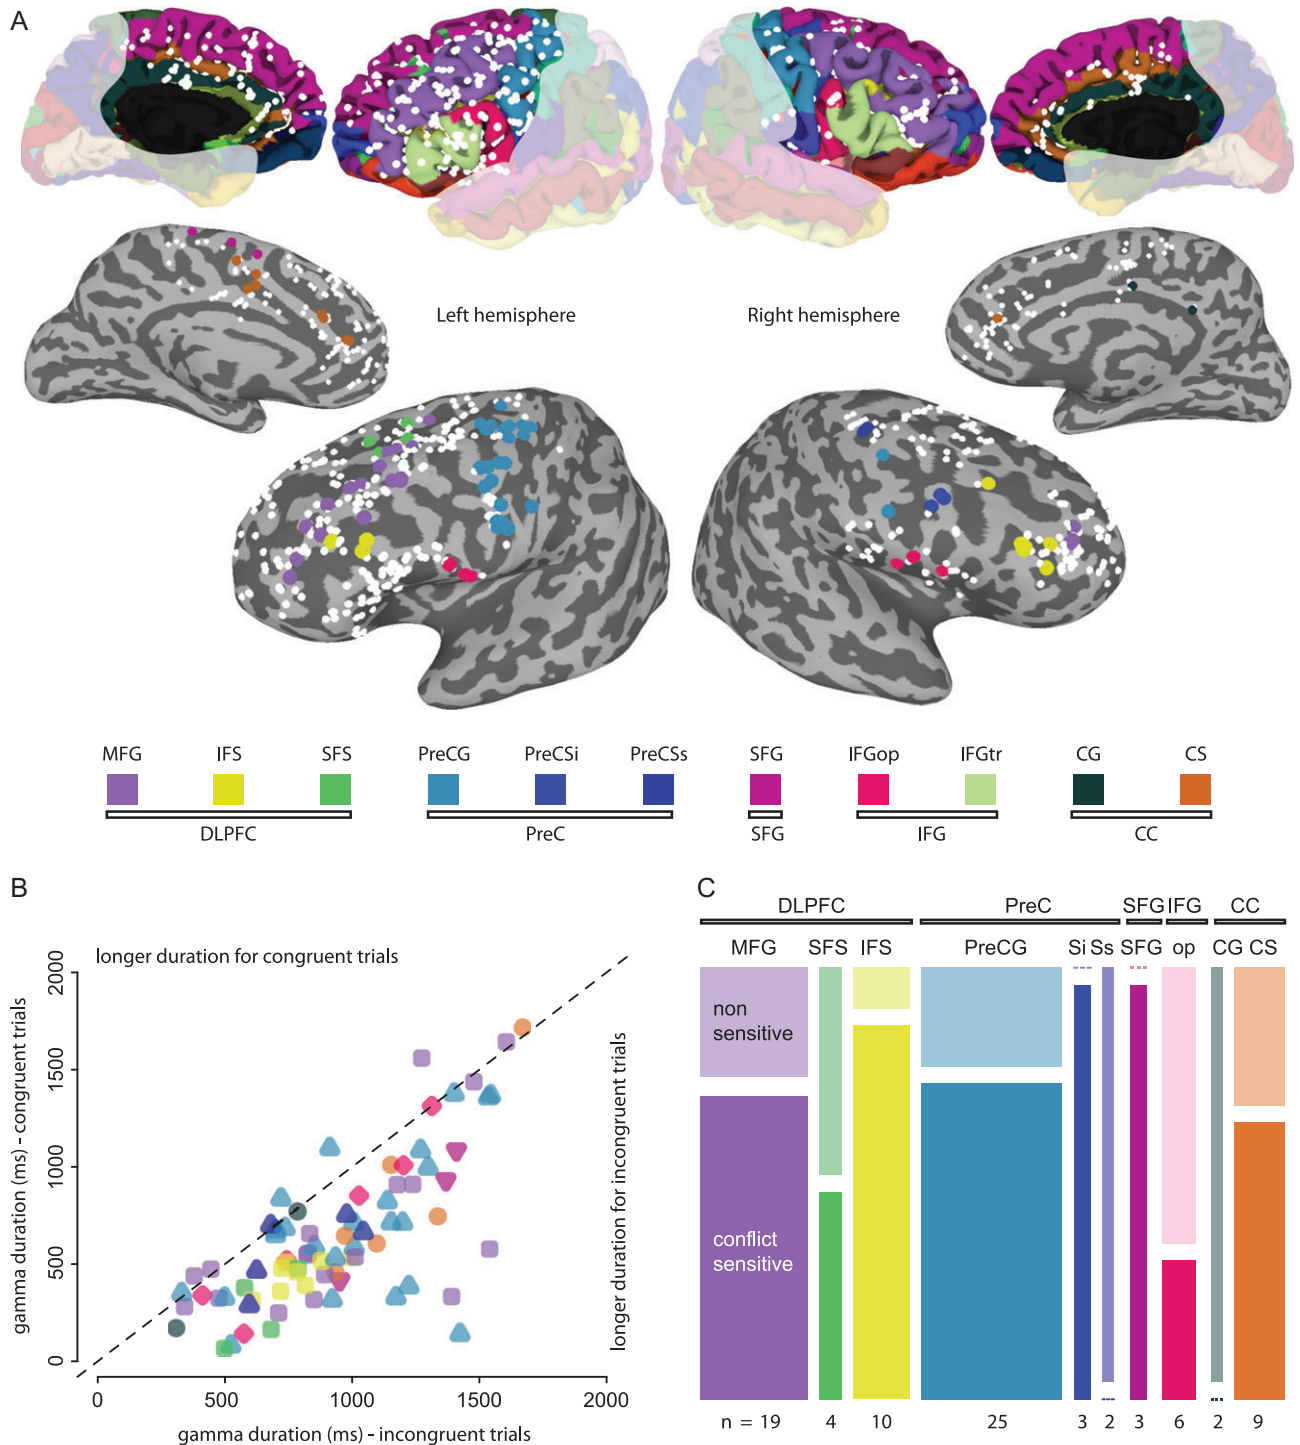 A
Left hemisphere
Right hemisphere
MFG IFS SFS PreCG PreCSi PreCSs SFG IFGop IFGtr CG CS
DLPFC PreC SFG IFG CC
B
longer duration for congruent trials
gamma duration (ms) - congruent trials
2000
1500
1000
500
0
longer duration for incongruent trials
0 500 1000 1500 2000
gamma duration (ms) - incongruent trials
C
DLPFC PreC SFG IFG CC
MFG SFS IFS PreCG Si Ss SFG op CG CS
non
sensitive
conflict
sensitive
n = 19 4 10 25 3 2 3 6 2 9